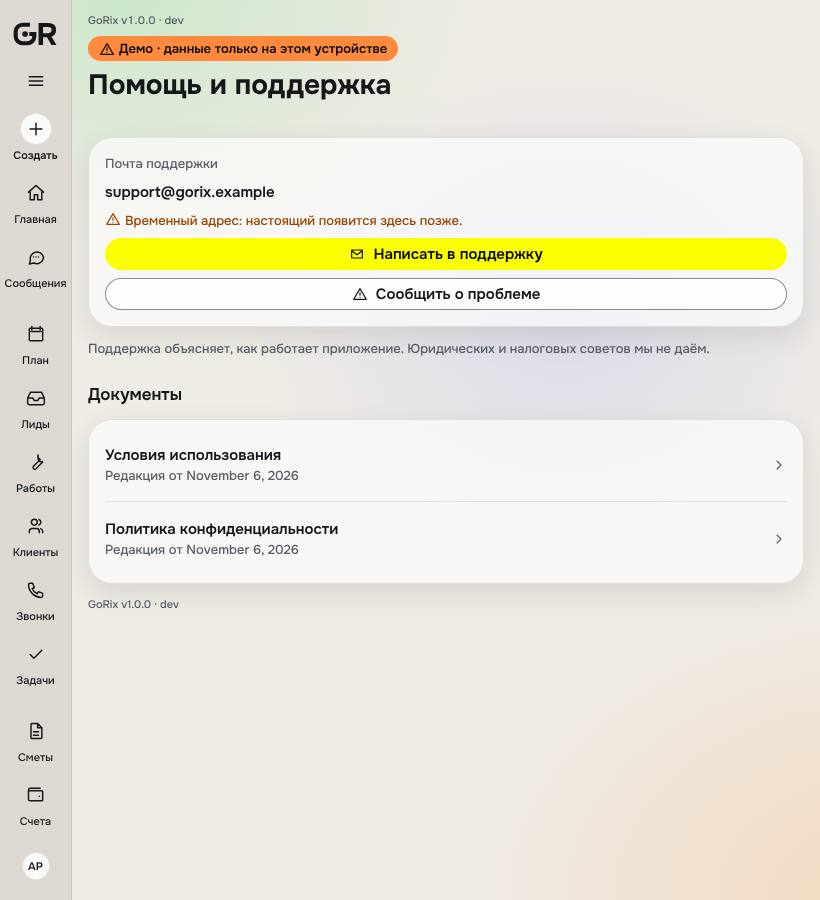 GR
Создать
Главная
Сообщения
План
Лиды
Работы
Клиенты
Звонки
Задачи
Сметы
Счета
AP
GoRix v1.0.0 · dev
Демо · данные только на этом устройстве
Помощь и поддержка
Почта поддержки
support@gorix.example
Временный адрес: настоящий появится здесь позже.
Написать в поддержку
Сообщить о проблеме
Поддержка объясняет, как работает приложение. Юридических и налоговых советов мы не даём.
Документы
Условия использования
Редакция от November 6, 2026
Политика конфиденциальности
Редакция от November 6, 2026
GoRix v1.0.0 · dev